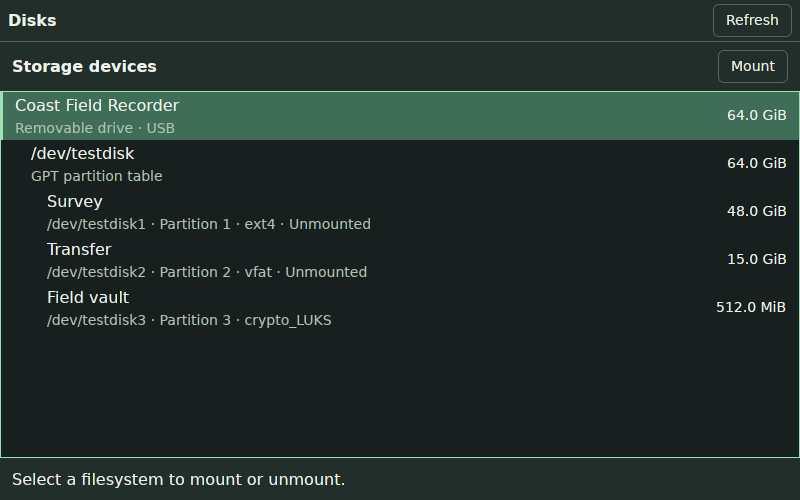 Disks
Refresh
Storage devices
Mount
Coast Field Recorder
Removable drive · USB
64.0 GiB
/dev/testdisk
GPT partition table
64.0 GiB
Survey
/dev/testdisk1 · Partition 1 · ext4 · Unmounted
48.0 GiB
Transfer
/dev/testdisk2 · Partition 2 · vfat · Unmounted
15.0 GiB
Field vault
/dev/testdisk3 · Partition 3 · crypto_LUKS
512.0 MiB
Select a filesystem to mount or unmount.